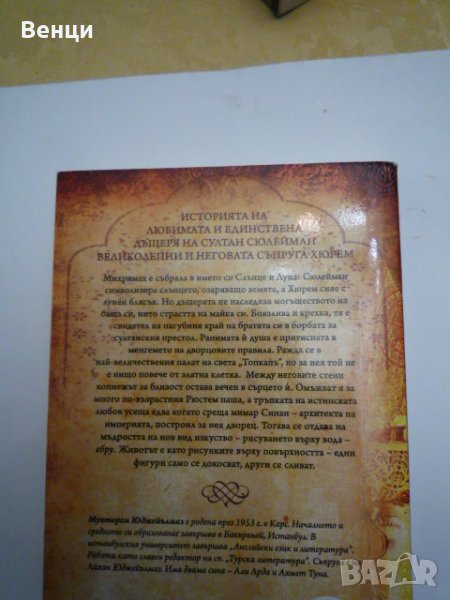 Венци
ИСТОРИЯТА НА
ЛЮБИМАТА И ЕДИНСТВЕНА
ДЪЩЕРЯ НА СУЛТАН СЮЛЕЙМАН
ВЕЛИКОЛЕПНИ И НЕГОВАТА СЪПРУГА ХЮРЕМ
Михримах е събрала в името си Слънце и Луна: Сюлейман
символизира слънцето, озаряващо земята, а Хюрем сияе с
лунен блясък. Но дъщерята не наследява могъществото на
баща си, нито страстта на майка си. Боязлива и крехка, тя е
свидетел на пагубния край на братята си в борбата за
султанския престол. Ранимата ѝ душа е притисната в
менгемето на дворцовите правила. Ражда се в
най-величествения палат на света „Топкапъ", но за нея той не
е нищо повече от златна клетка. Между неговите стени
копнежът за близост остава вечен в сърцето ѝ. Омъжват я за
много по-възрастния Рюстем паша, а тръпката на истинската
любов усеща едва когато среща мимар Синан – архитекта на
империята, построил за нея дворец. Тогава се отдава на
мъдростта на нов вид изкуство – рисуването върху вода –
ебру. Животът е като рисунките върху повърхността – едни
фигури само се докосват, други се сливат.
Мухтерем Юджейълмаз е родена през 1953 г. в Карс. Началното и
средното си образование завършва в Бакъркьой, Истанбул. В
истанбулския университет завършва „Английски език и литература".
Работи като главен редактор на сп. „Турска литература". Съпруг
Айхан Юджейълмаз. Има двама сина – Али Арда и Ахмет Туна.
BAZAR